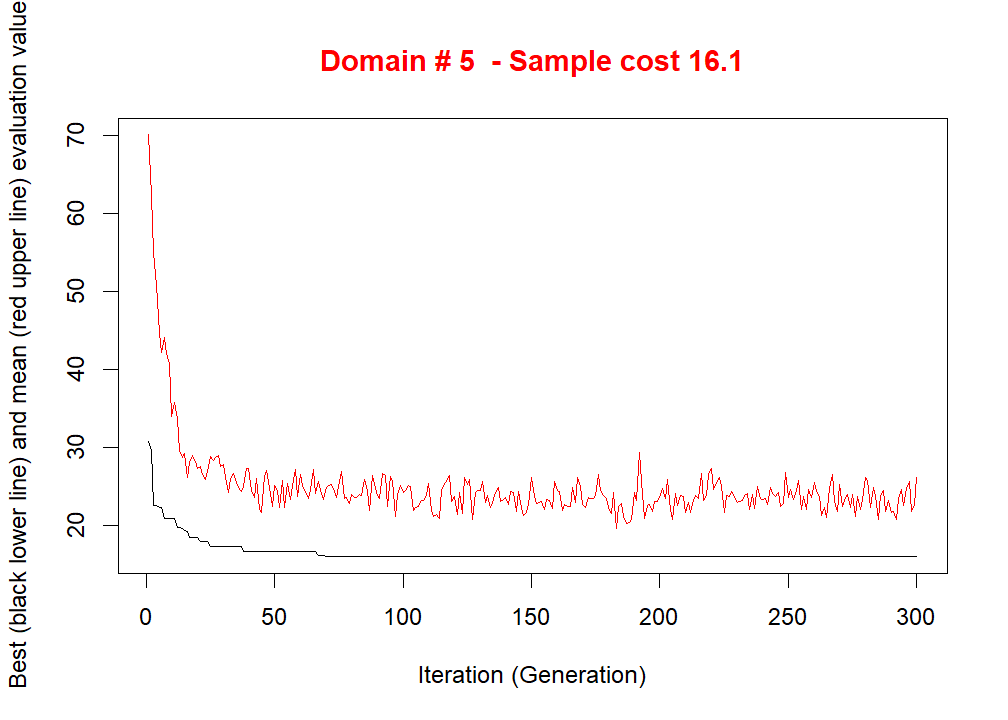 Domain # 5  - Sample cost 16.1
Best (black lower line) and mean (red upper line) evaluation value
70
60
50
40
30
20
0 50 100 150 200 250 300
Iteration (Generation)